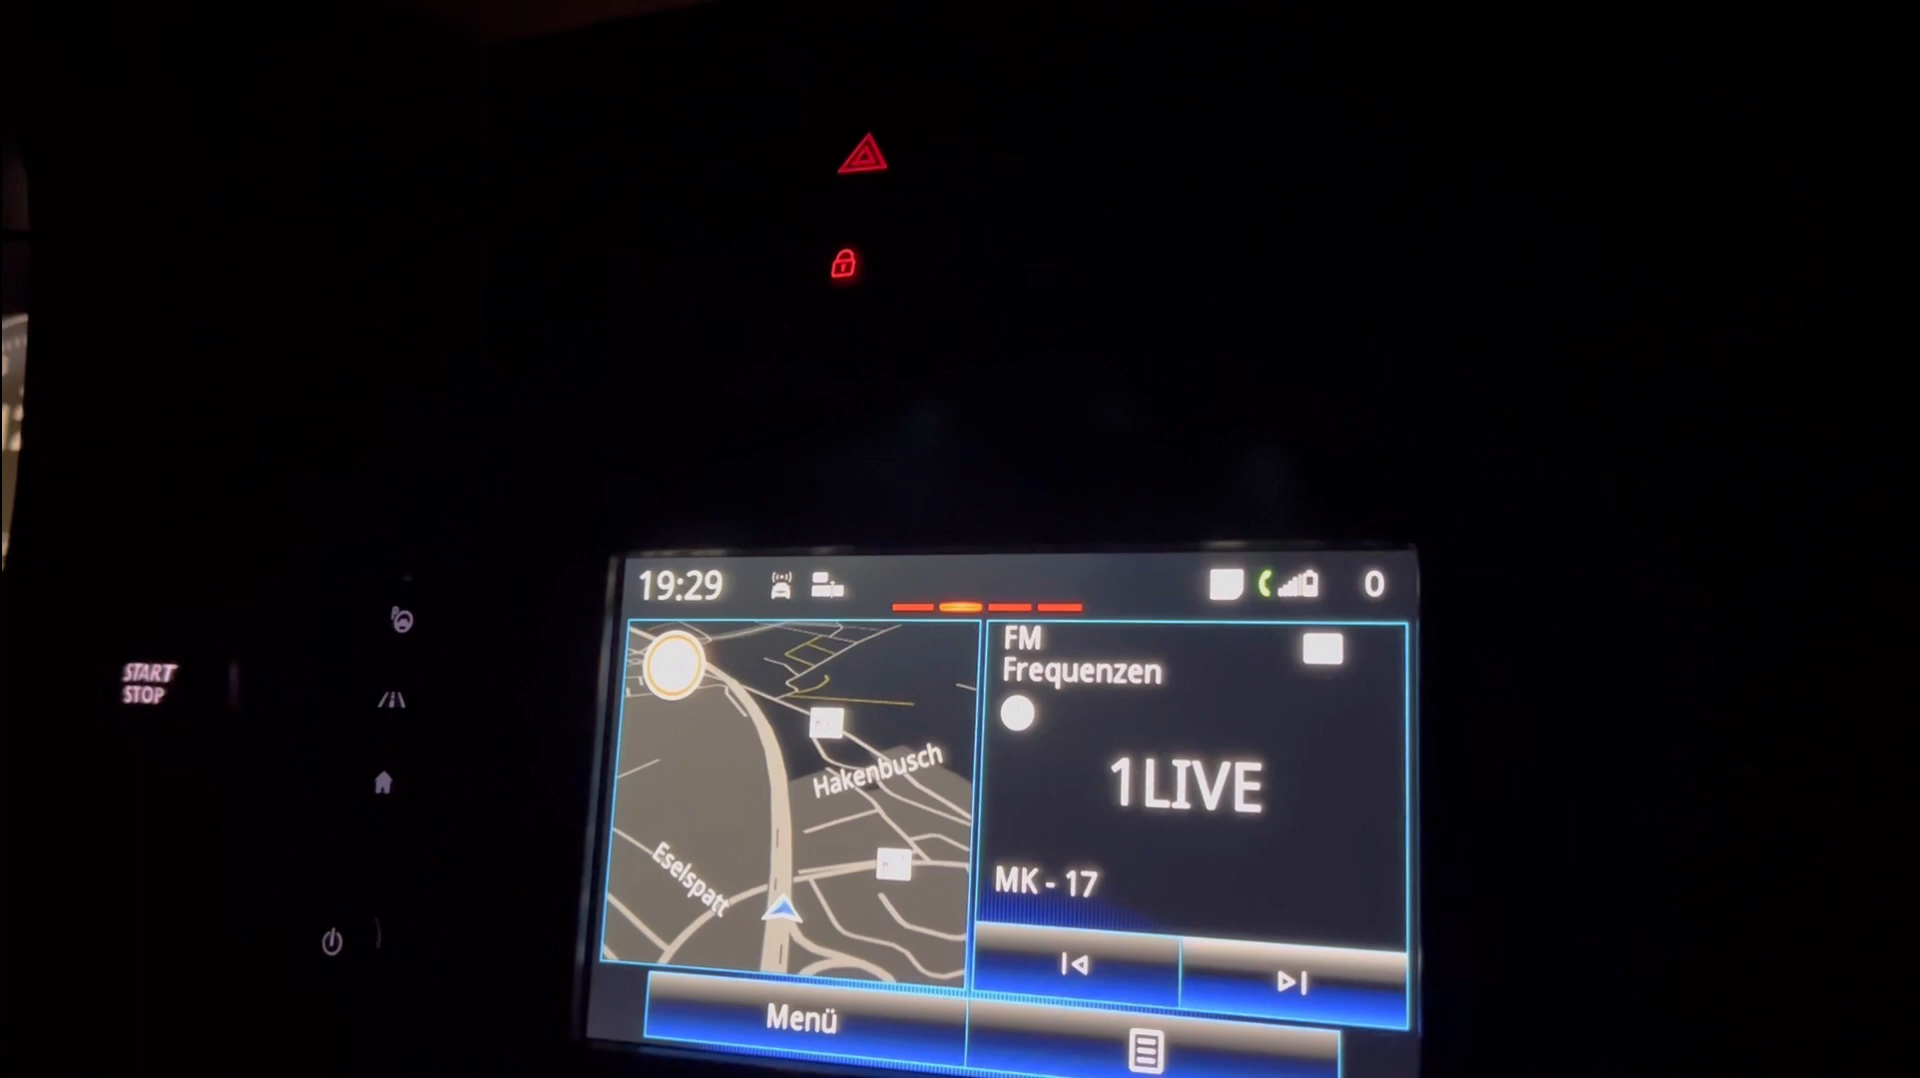 19:29
0
START
STOP
FM
Frequenzen
1LIVE
MK - 17
Hakenbusch
Eselspatt
Menü